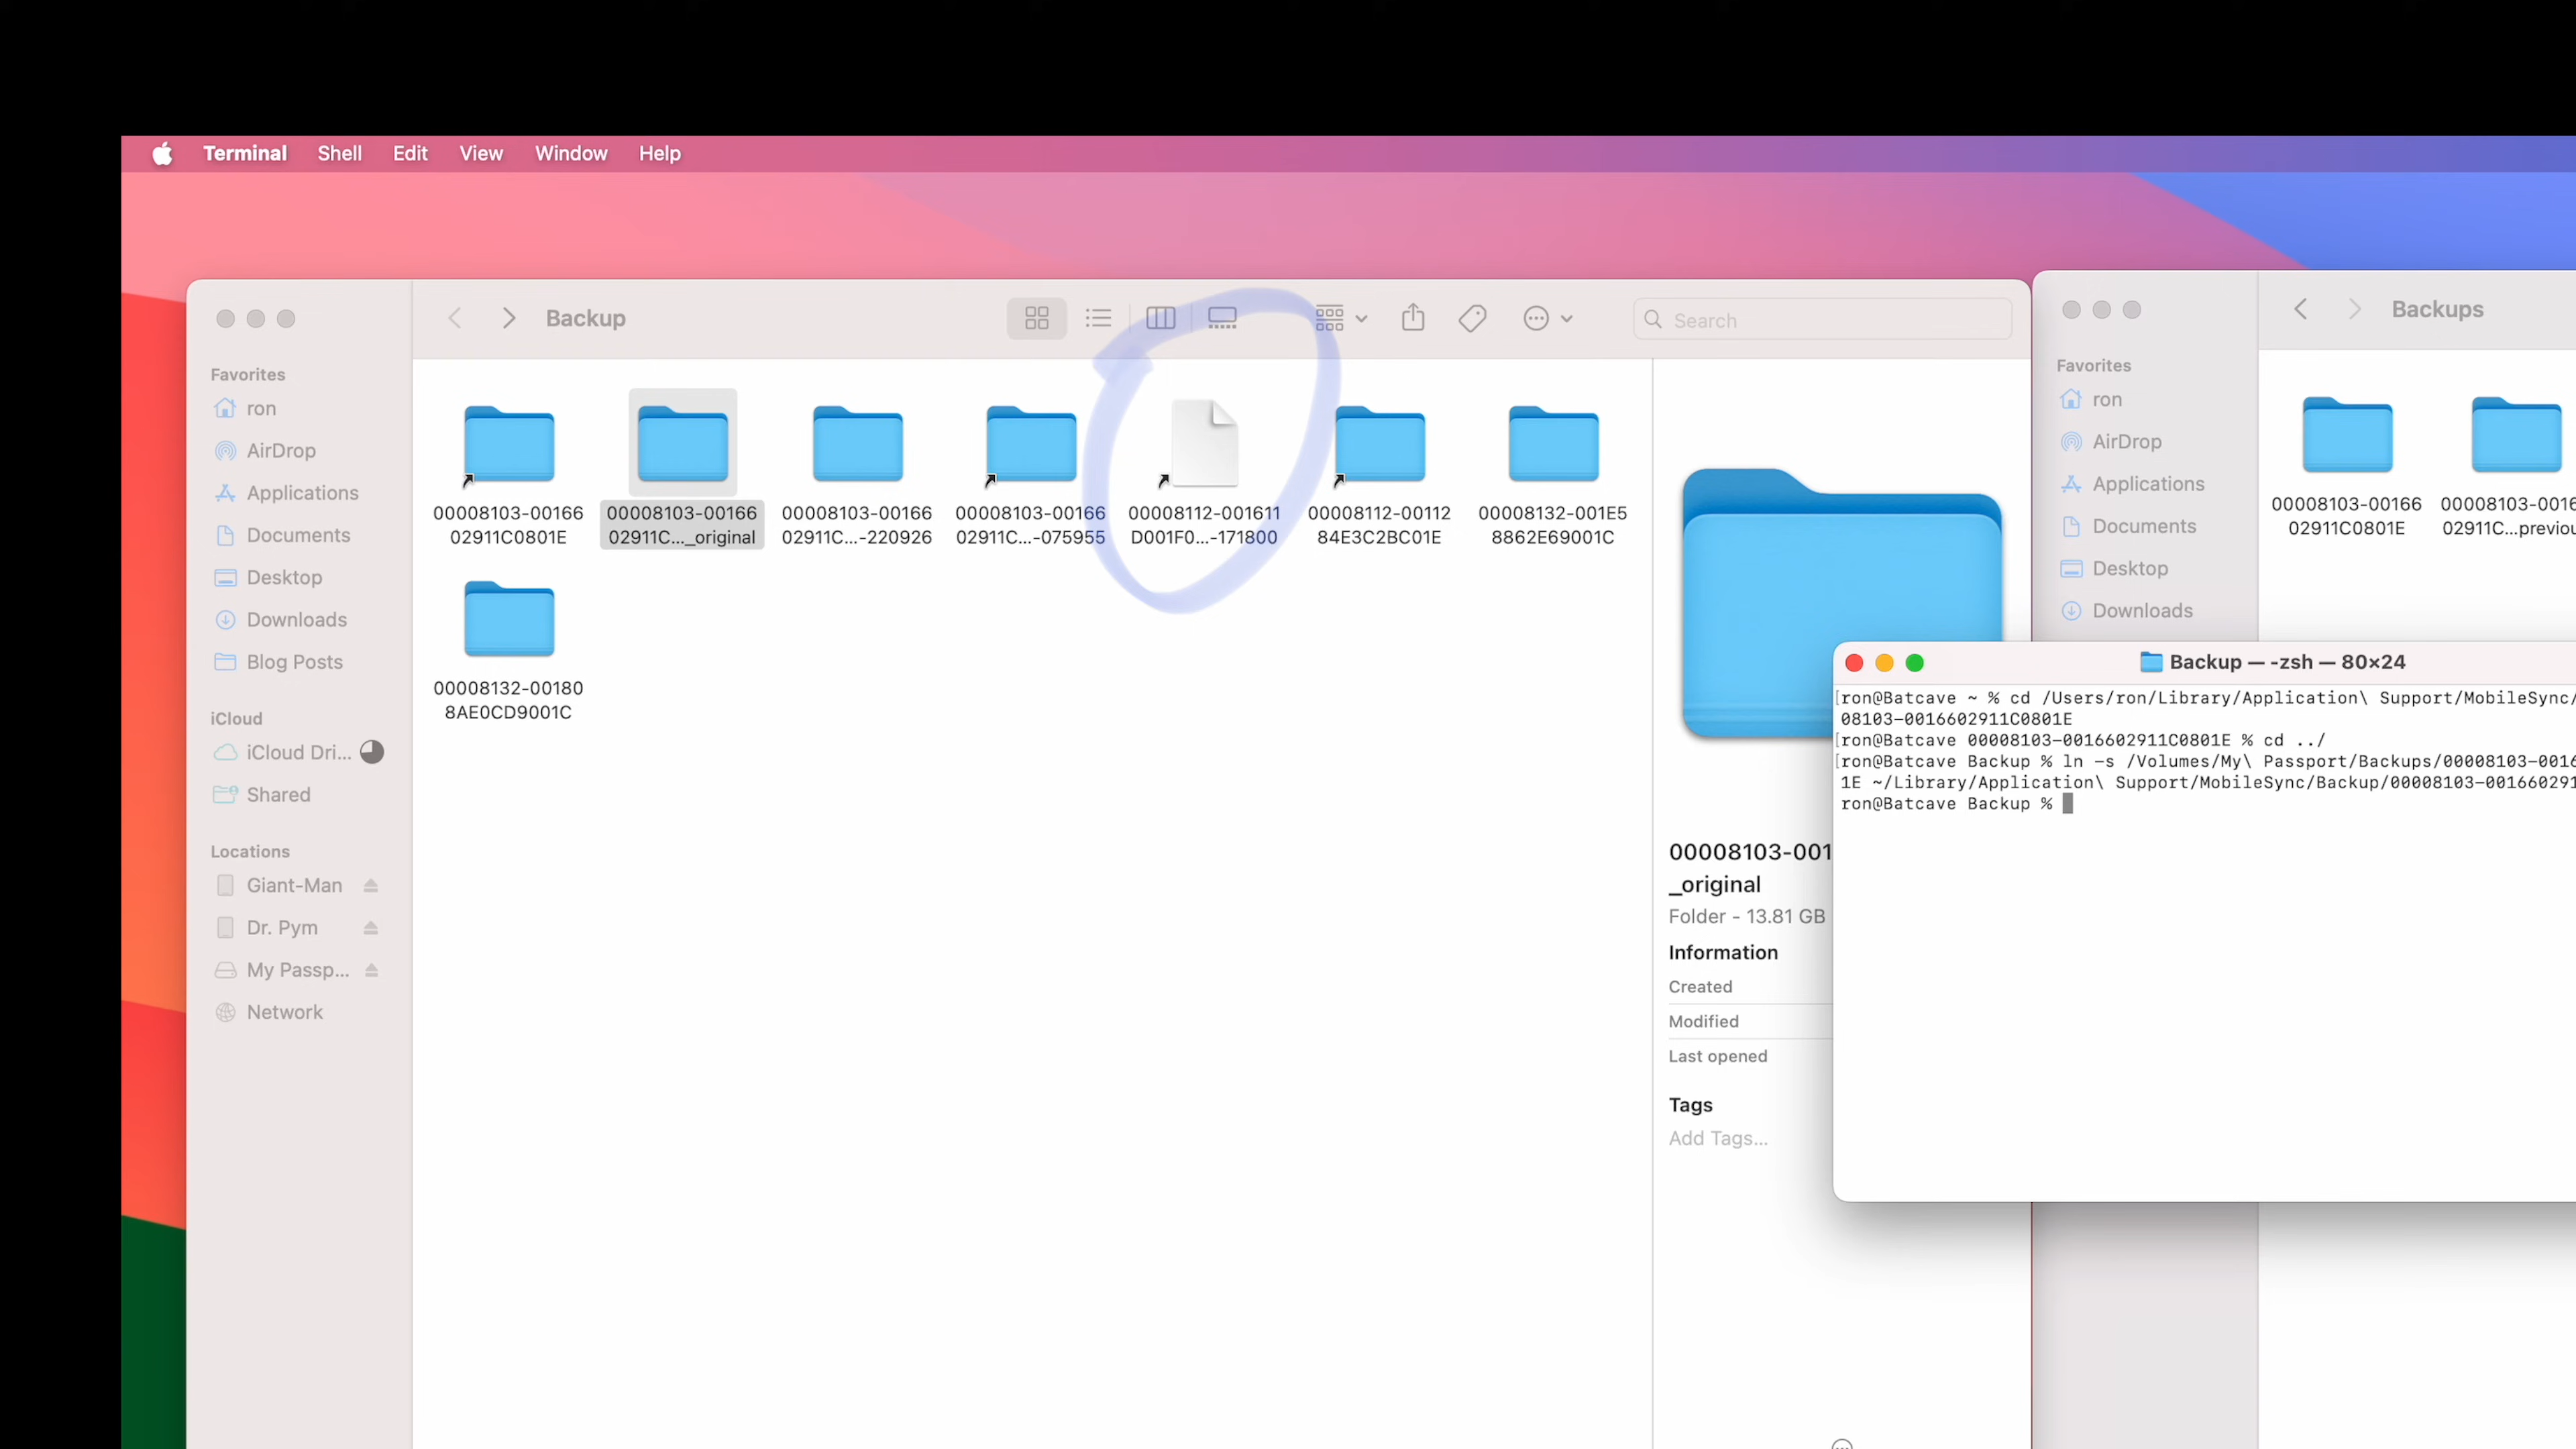 Terminal Shell Edit View Window Help
Backup
Search
Favorites
ron
AirDrop
Applications
Documents
Desktop
Downloads
Blog Posts
iCloud
iCloud Dri...
Shared
Locations
Giant-Man
Dr. Pym
My Passp...
Network
00008103-00166
02911C0801E
00008103-00166
02911C..._original
00008103-00166
02911C...-220926
00008103-00166
02911C...-075955
00008112-001611
D001F0...-171800
00008112-00112
84E3C2BC01E
00008132-001E5
8862E69001C
00008132-00180
8AE0CD9001C
00008103-001
_original
Folder - 13.81 GB
Information
Created
Modified
Last opened
Tags
Add Tags...
Backups
Favorites
ron
AirDrop
Applications
Documents
Desktop
Downloads
00008103-00166
02911C0801E
00008103-0016
02911C...previou
Backup — -zsh — 80×24
[ron@Batcave ~ % cd /Users/ron/Library/Application\ Support/MobileSync/
08103-0016602911C0801E
[ron@Batcave 00008103-0016602911C0801E % cd ../
[ron@Batcave Backup % ln -s /Volumes/My\ Passport/Backups/00008103-0016
1E ~/Library/Application\ Support/MobileSync/Backup/00008103-001660291
ron@Batcave Backup %